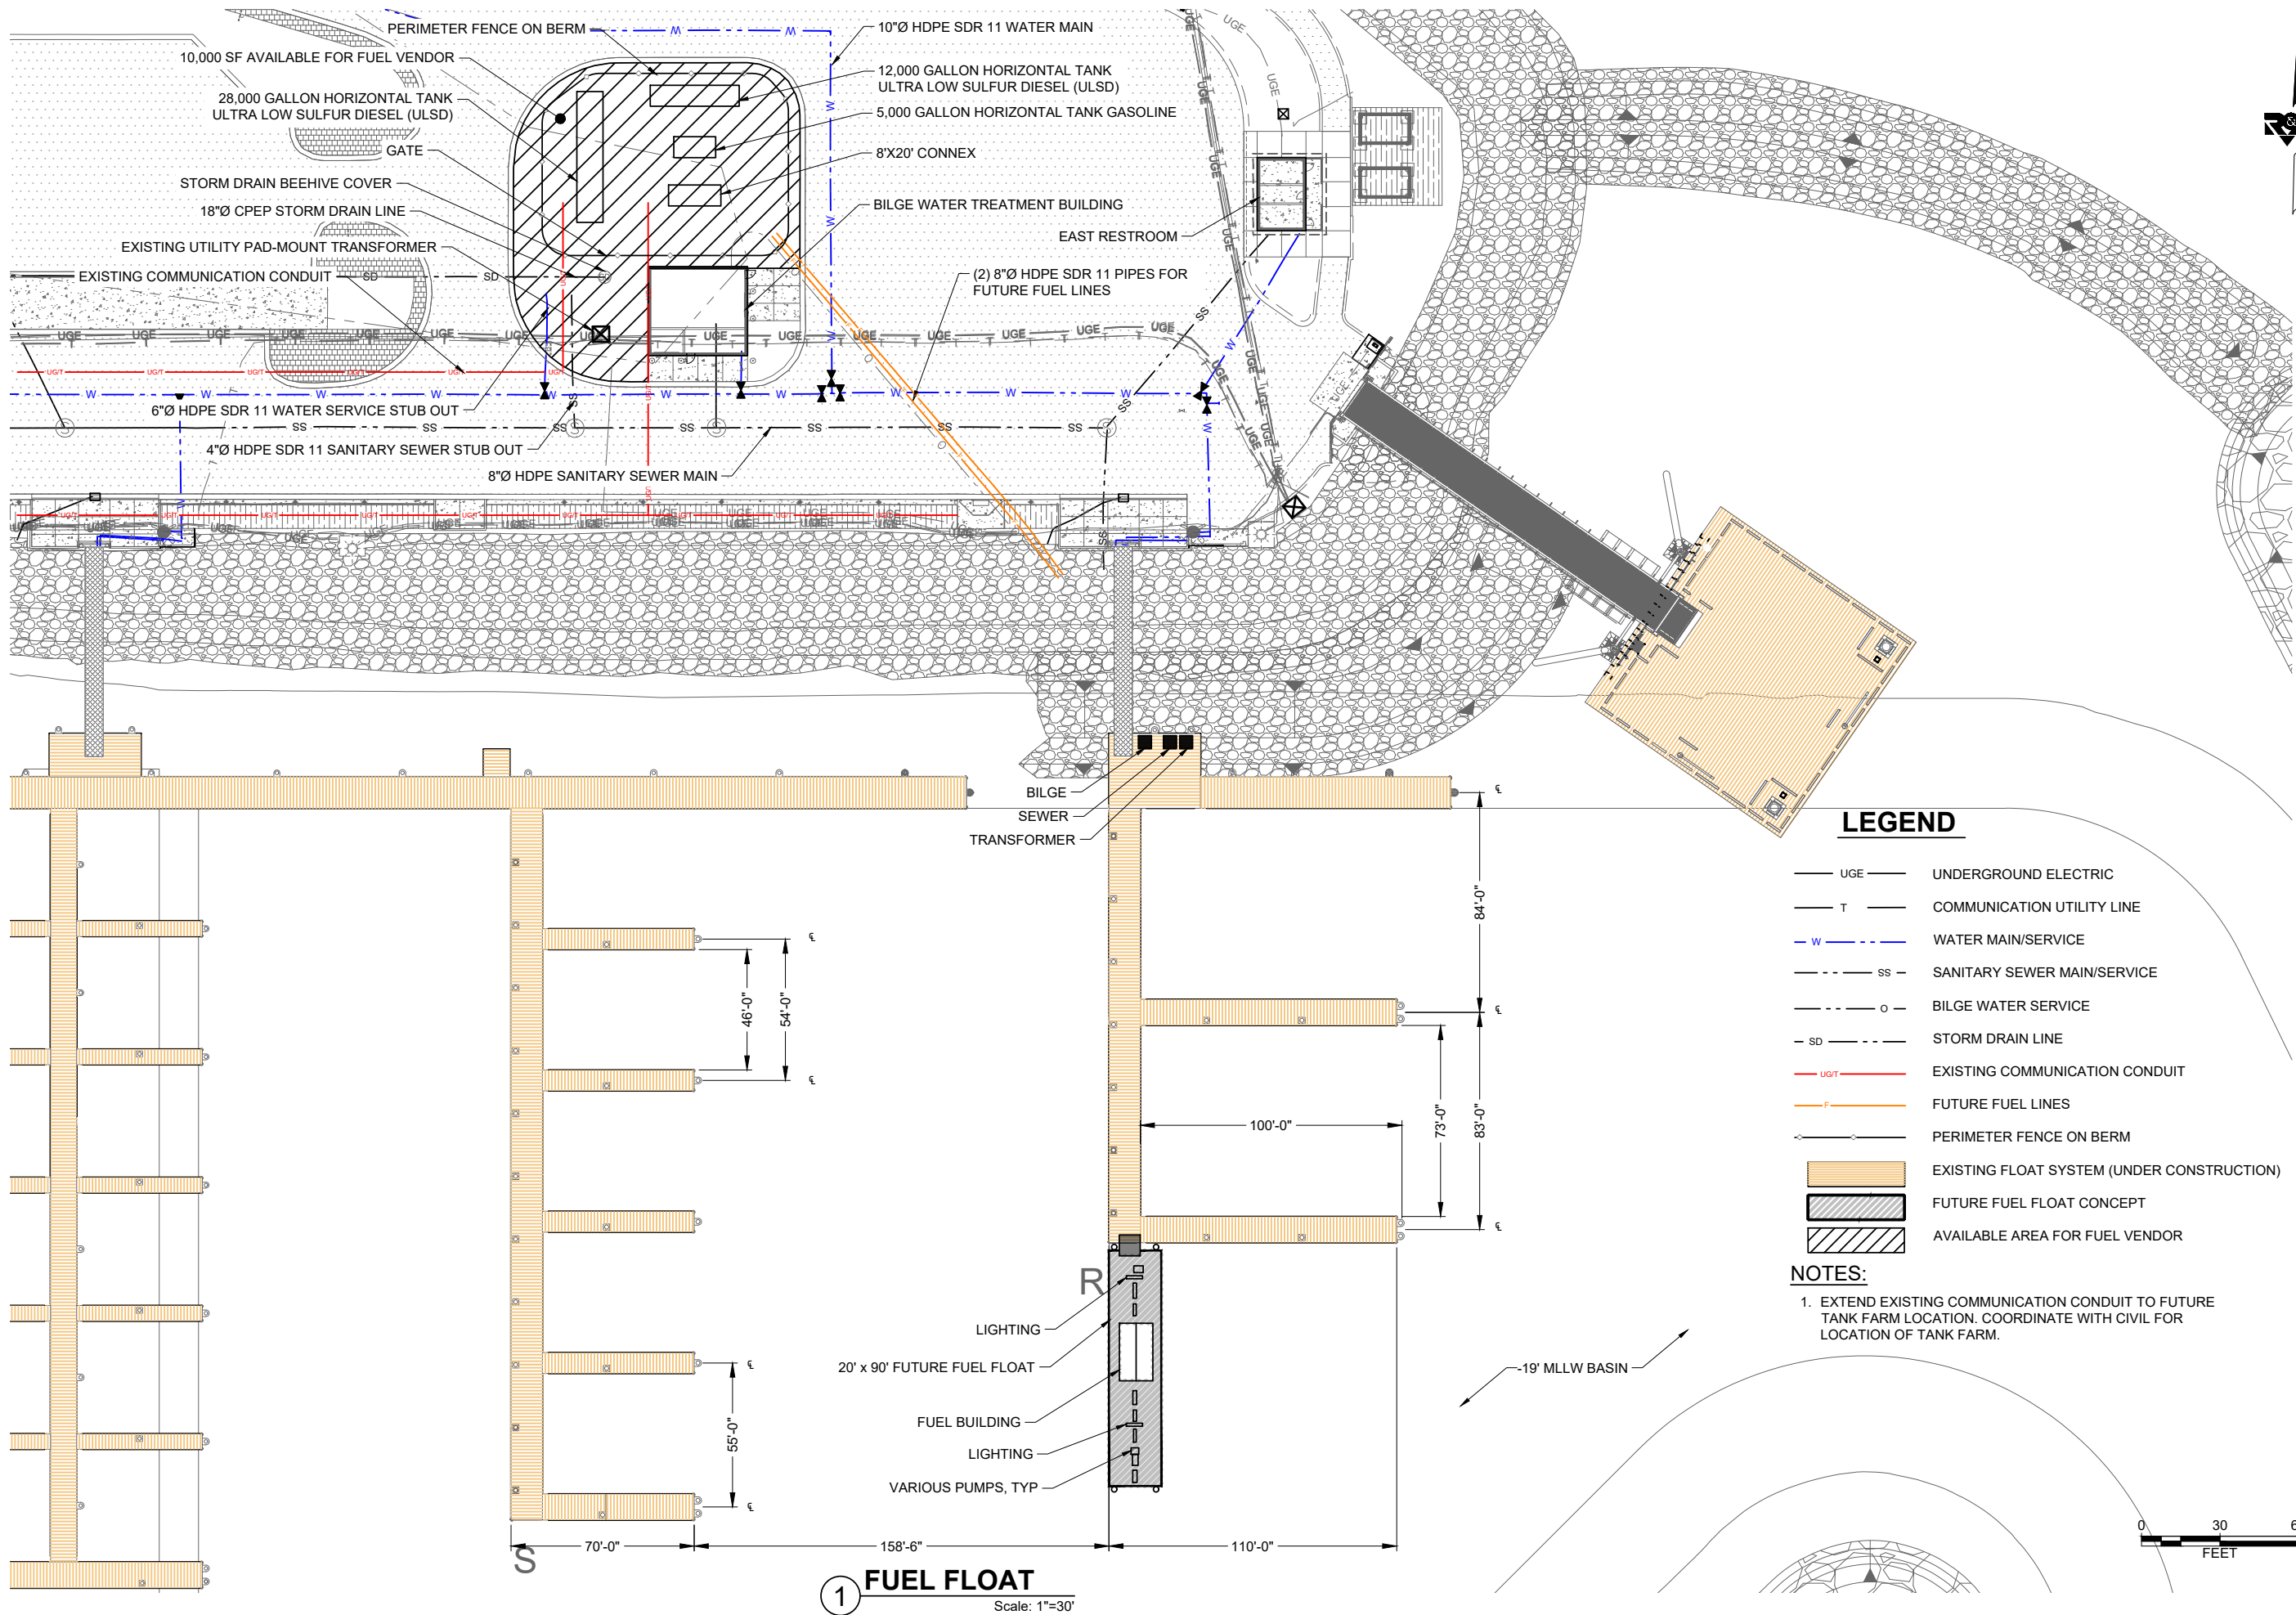 PERIMETER FENCE ON BERM
10,000 SF AVAILABLE FOR FUEL VENDOR
28,000 GALLON HORIZONTAL TANK
ULTRA LOW SULFUR DIESEL (ULSD)
GATE
STORM DRAIN BEEHIVE COVER
18"Ø CPEP STORM DRAIN LINE
EXISTING UTILITY PAD-MOUNT TRANSFORMER
EXISTING COMMUNICATION CONDUIT
6"Ø HDPE SDR 11 WATER SERVICE STUB OUT
4"Ø HDPE SDR 11 SANITARY SEWER STUB OUT
8"Ø HDPE SANITARY SEWER MAIN
10"Ø HDPE SDR 11 WATER MAIN
12,000 GALLON HORIZONTAL TANK
ULTRA LOW SULFUR DIESEL (ULSD)
5,000 GALLON HORIZONTAL TANK GASOLINE
8'X20' CONNEX
BILGE WATER TREATMENT BUILDING
EAST RESTROOM
(2) 8"Ø HDPE SDR 11 PIPES FOR
FUTURE FUEL LINES
BILGE
SEWER
TRANSFORMER
46'-0"
54'-0"
55'-0"
84'-0"
73'-0"
83'-0"
100'-0"
R
LIGHTING
20' x 90' FUTURE FUEL FLOAT
FUEL BUILDING
LIGHTING
VARIOUS PUMPS, TYP
-19' MLLW BASIN
70'-0"
158'-6"
110'-0"
S
1
FUEL FLOAT
Scale: 1"=30'
LEGEND
UGE UNDERGROUND ELECTRIC
T COMMUNICATION UTILITY LINE
W WATER MAIN/SERVICE
SS SANITARY SEWER MAIN/SERVICE
O BILGE WATER SERVICE
SD STORM DRAIN LINE
UG/T EXISTING COMMUNICATION CONDUIT
F FUTURE FUEL LINES
PERIMETER FENCE ON BERM
EXISTING FLOAT SYSTEM (UNDER CONSTRUCTION)
FUTURE FUEL FLOAT CONCEPT
AVAILABLE AREA FOR FUEL VENDOR
NOTES:
1. EXTEND EXISTING COMMUNICATION CONDUIT TO FUTURE
TANK FARM LOCATION. COORDINATE WITH CIVIL FOR
LOCATION OF TANK FARM.
0 30
FEET